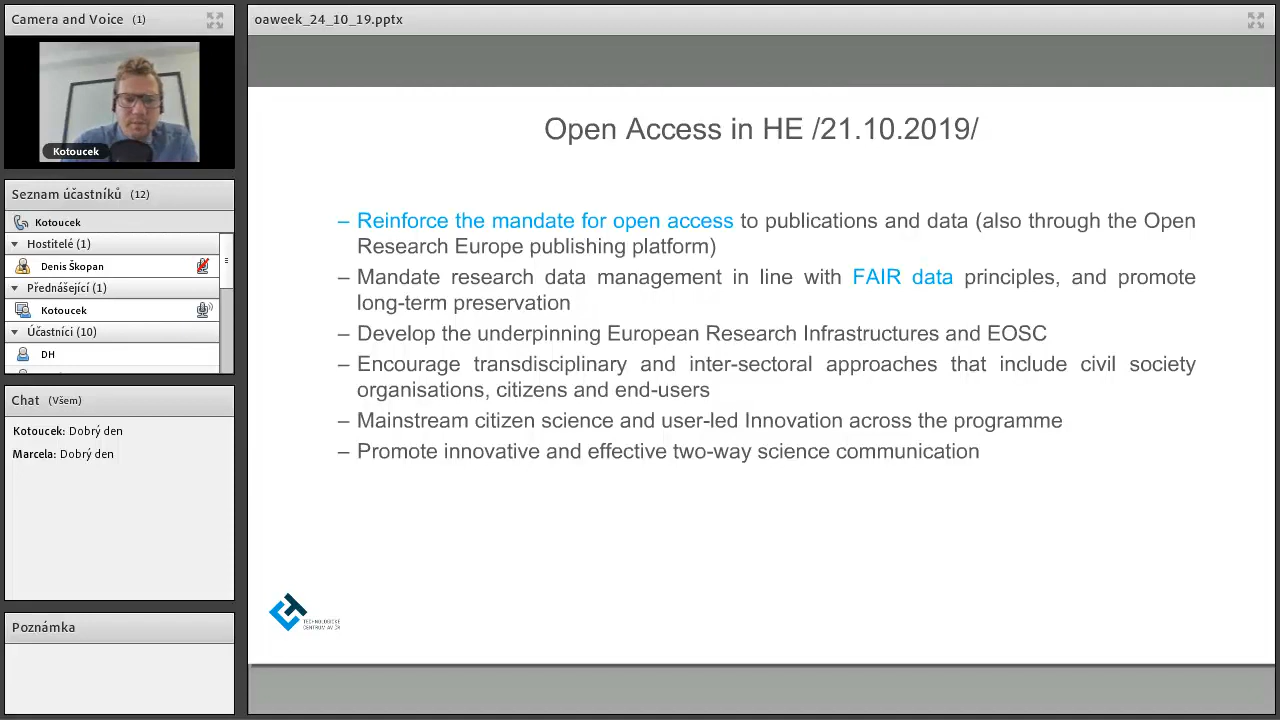 Camera and Voice (1)
Kotoucek
Seznam účastníků (12)
Kotoucek
Hostitelé (1)
Denis Škopan
Přednášející (1)
Kotoucek
Účastníci (10)
DH
Chat (Všem)
Kotoucek: Dobrý den
Marcela: Dobrý den
Poznámka
oaweek_24_10_19.pptx
Open Access in HE /21.10.2019/
– Reinforce the mandate for open access to publications and data (also through the Open
Research Europe publishing platform)
– Mandate research data management in line with FAIR data principles, and promote
long-term preservation
– Develop the underpinning European Research Infrastructures and EOSC
– Encourage transdisciplinary and inter-sectoral approaches that include civil society
organisations, citizens and end-users
– Mainstream citizen science and user-led Innovation across the programme
– Promote innovative and effective two-way science communication
TECHNOLOGICKÉ
CENTRUM AV ČR